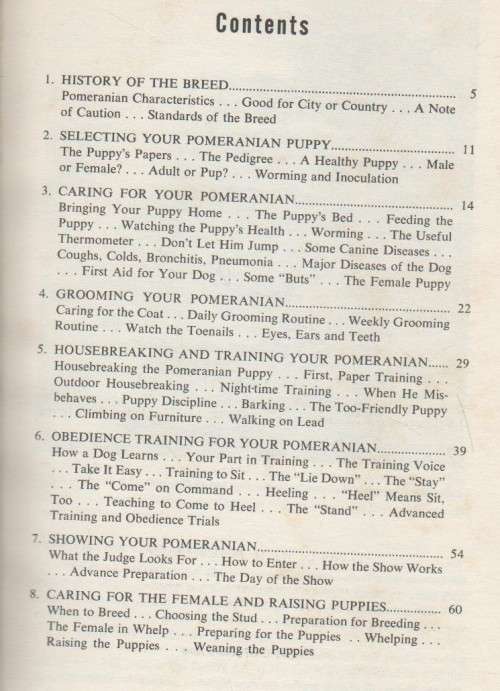 Contents
1. HISTORY OF THE BREED.................................................. 5
Pomeranian Characteristics . . . Good for City or Country . . . A Note
of Caution . . . Standards of the Breed
2. SELECTING YOUR POMERANIAN PUPPY.............................. 11
The Puppy's Papers . . . The Pedigree . . . A Healthy Puppy . . . Male
or Female? . . . Adult or Pup? . . . Worming and Inoculation
3. CARING FOR YOUR POMERANIAN................................... 14
Bringing Your Puppy Home . . . The Puppy's Bed . . . Feeding the
Puppy . . . Watching the Puppy's Health . . . Worming . . . The Useful
Thermometer . . . Don't Let Him Jump . . . Some Canine Diseases . . .
Coughs, Colds, Bronchitis, Pneumonia . . . Major Diseases of the Dog
. . . First Aid for Your Dog . . . Some "Buts" . . . The Female Puppy
4. GROOMING YOUR POMERANIAN..................................... 22
Caring for the Coat . . . Daily Grooming Routine . . . Weekly Grooming
Routine . . . Watch the Toenails . . . Eyes, Ears and Teeth
5. HOUSEBREAKING AND TRAINING YOUR POMERANIAN...... 29
Housebreaking the Pomeranian Puppy . . . First, Paper Training . . .
Outdoor Housebreaking . . . Night-time Training . . . When He Mis-
behaves . . . Puppy Discipline . . . Barking . . . The Too-Friendly Puppy
. . . Climbing on Furniture . . . Walking on Lead
6. OBEDIENCE TRAINING FOR YOUR POMERANIAN................... 39
How a Dog Learns . . . Your Part in Training . . . The Training Voice
. . . Take It Easy . . . Training to Sit . . . The "Lie Down" . . . The "Stay"
. . . The "Come" on Command . . . Heeling . . . "Heel" Means Sit,
Too . . . Teaching to Come to Heel . . . The "Stand" . . . Advanced
Training and Obedience Trials
7. SHOWING YOUR POMERANIAN.......................................... 54
What the Judge Looks For . . . How to Enter . . . How the Show Works
. . . Advance Preparation . . . The Day of the Show
8. CARING FOR THE FEMALE AND RAISING PUPPIES............... 60
When to Breed . . . Choosing the Stud . . . Preparation for Breeding . . .
The Female in Whelp . . . Preparing for the Puppies . . Whelping . . .
Raising the Puppies . . . Weaning the Puppies